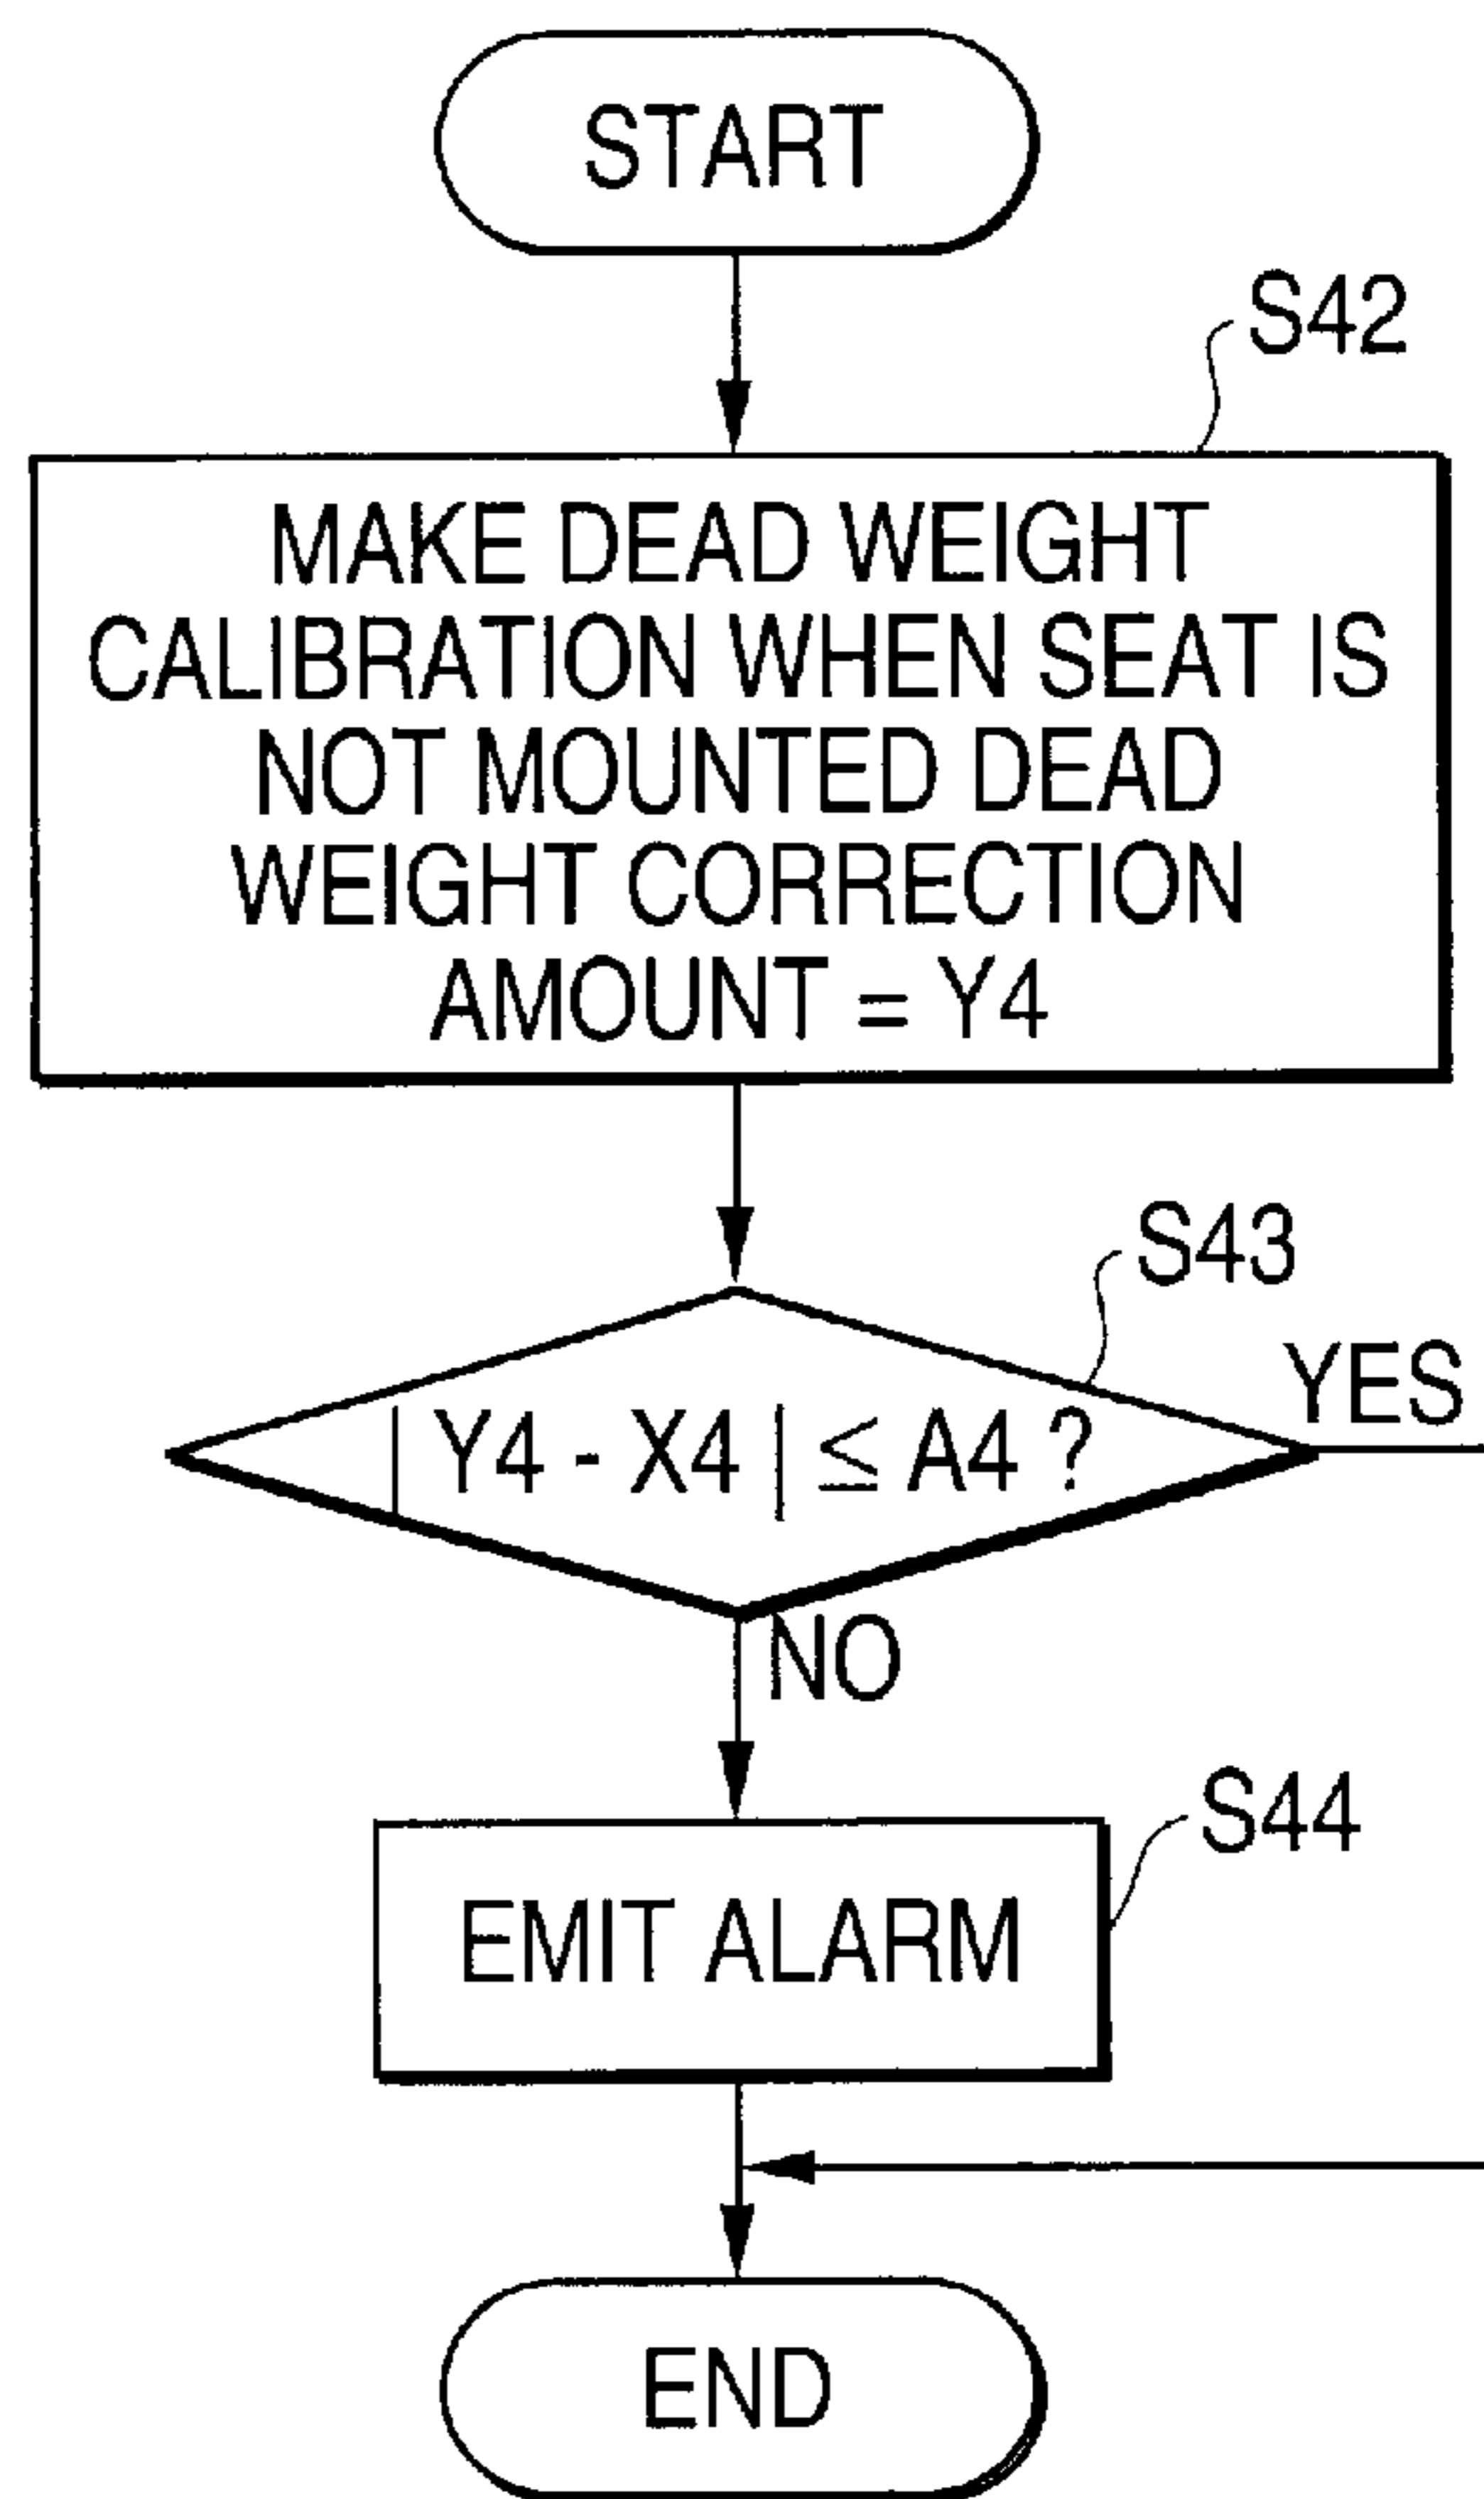 START
S42
MAKE DEAD WEIGHT
CALIBRATION WHEN SEAT IS
NOT MOUNTED DEAD
WEIGHT CORRECTION
AMOUNT = Y4
S43
YES
| Y4 - X4 | ≤ A4 ?
NO
S44
EMIT ALARM
END